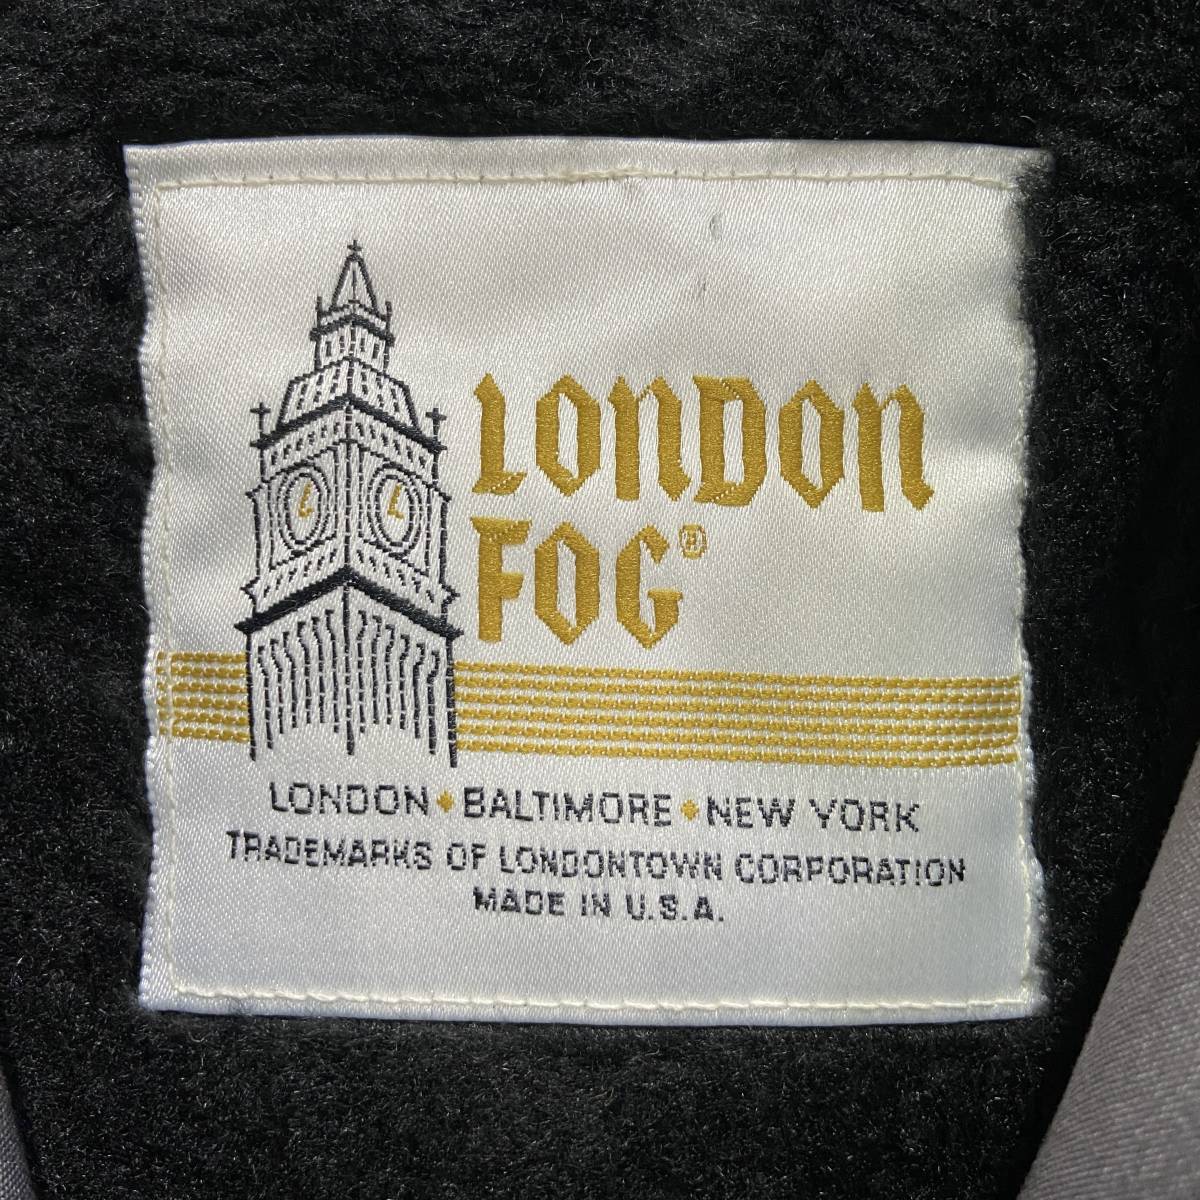 LONDON
FOG®
L L
LONDON • BALTIMORE • NEW YORK
TRADEMARKS OF LONDONTOWN CORPORATION
MADE IN U.S.A.